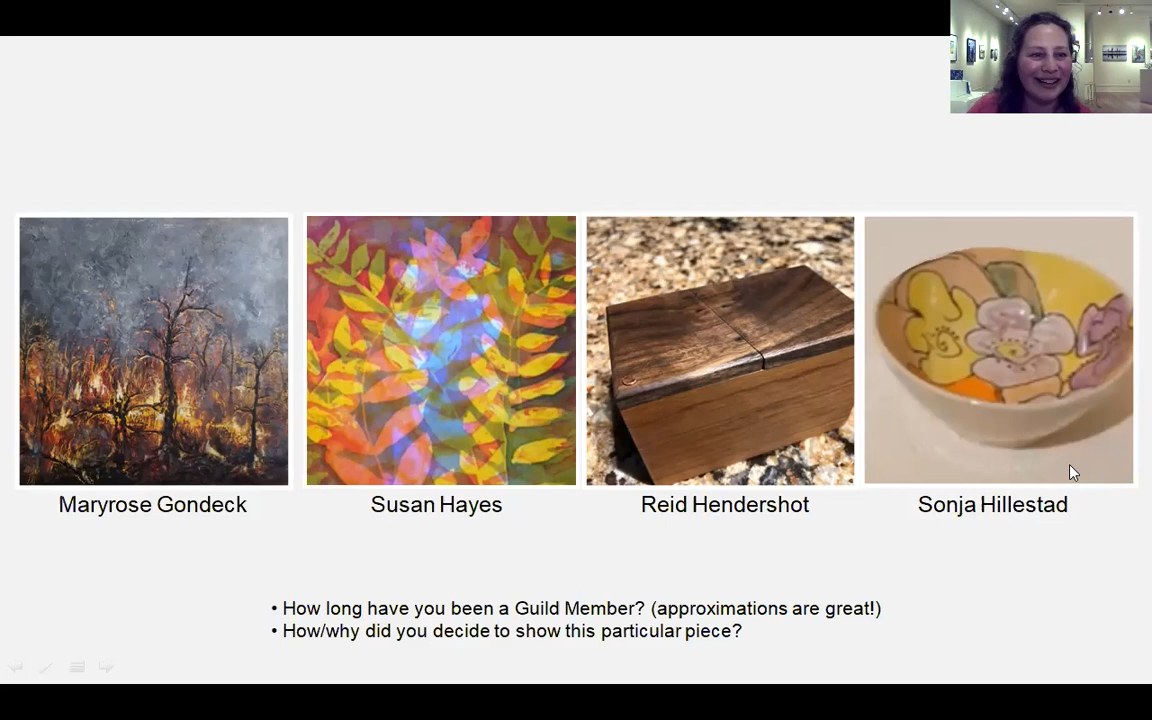 Maryrose Gondeck
Susan Hayes
Reid Hendershot
Sonja Hillestad
• How long have you been a Guild Member? (approximations are great!)
• How/why did you decide to show this particular piece?